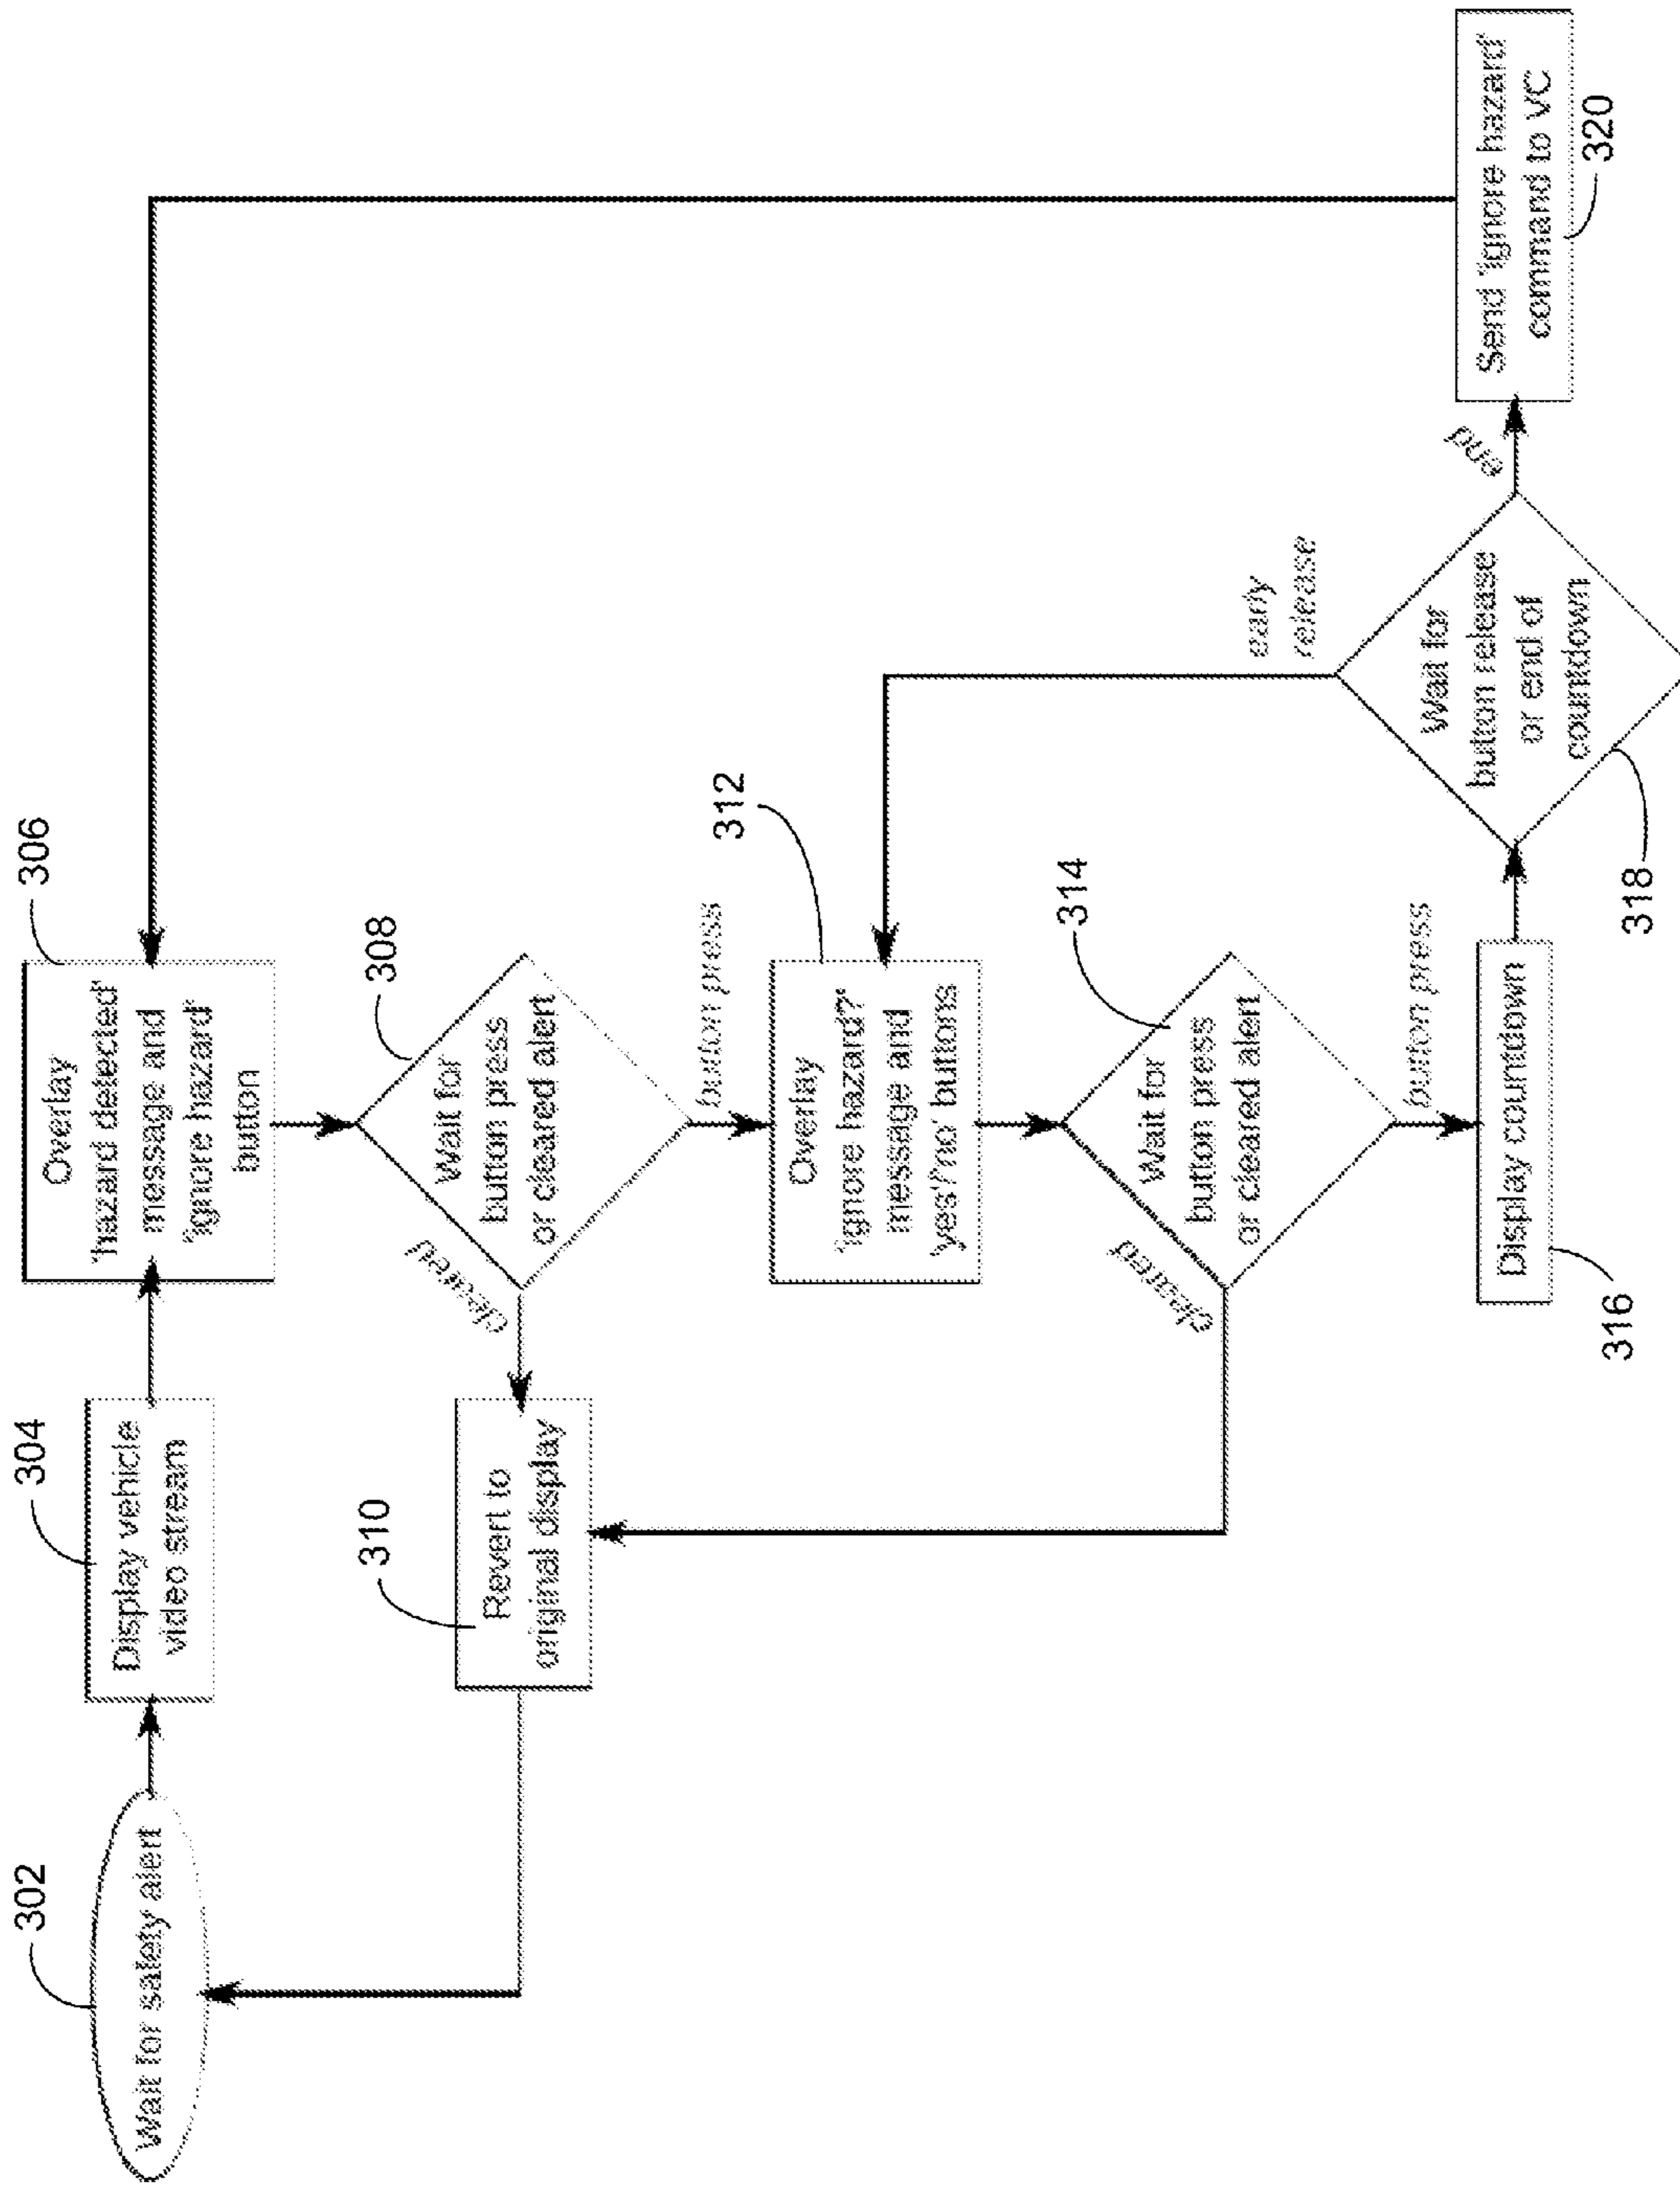 302
Wait for safety alert
304
Display vehicle
video stream
306
Overlay
'hazard detected'
message and
'ignore hazard'
button
308
Wait for
button press
or cleared alert
cleared
button press
310
Revert to
original display
312
Overlay
'ignore hazard?'
message and
'yes'/'no' buttons
314
Wait for
button press
or cleared alert
cleared
button press
316
Display countdown
318
Wait for
button release
or end of
countdown
early
release
end
Send 'ignore hazard'
command to VC
320